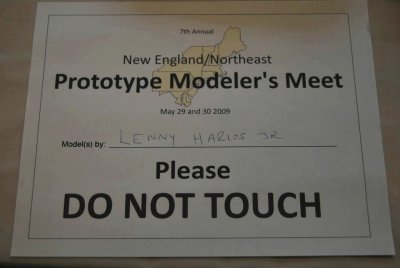 7th Annual
New England/Northeast
Prototype Modeler's Meet
May 29 and 30 2009
Model(s) by: LENNY HARLOS JR
Please
DO NOT TOUCH